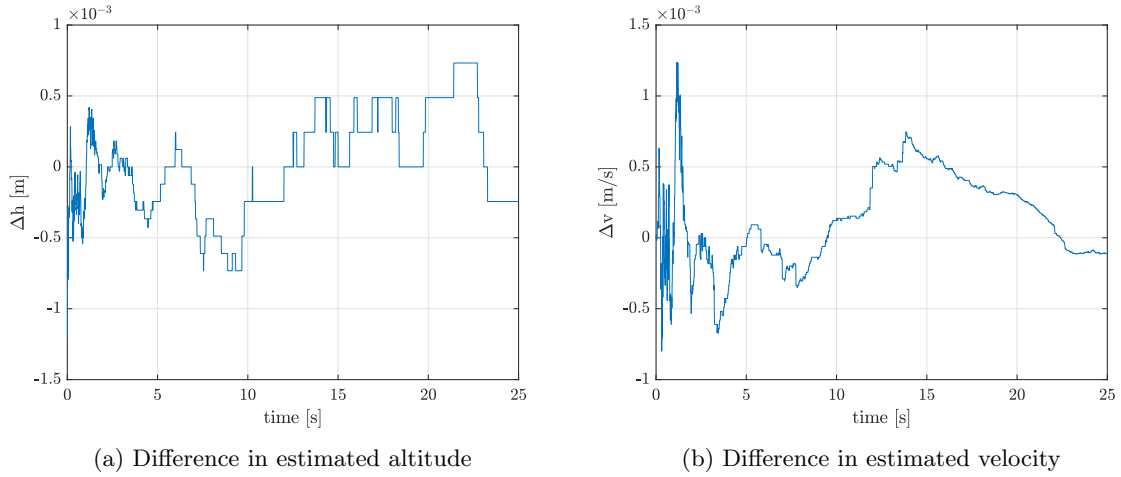 ×10⁻³
1
0.5
0
-0.5
-1
-1.5
Δh [m]
0 5 10 15 20 25
time [s]
(a) Difference in estimated altitude
×10⁻³
1.5
1
0.5
0
-0.5
-1
Δv [m/s]
0 5 10 15 20 25
time [s]
(b) Difference in estimated velocity